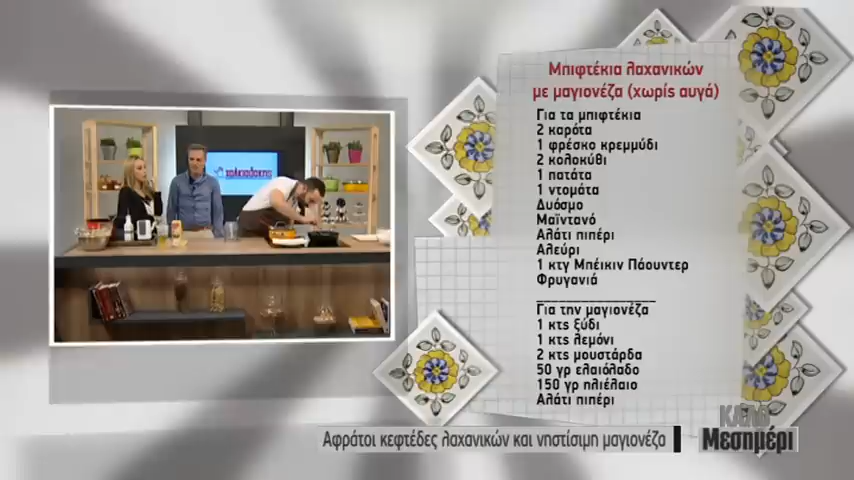 Μπιφτέκια λαχανικών
με μαγιονέζα (χωρίς αυγά)
Για τα μπιφτέκια
2 καρότα
1 φρέσκο κρεμμύδι
2 κολοκύθι
1 πατάτα
1 ντομάτα
Δυόσμο
Μαϊντανό
Αλάτι πιπέρι
Αλεύρι
1 κτγ Μπέικιν Πάουντερ
Φρυγανιά
Για την μαγιονέζα
1 κτς ξύδι
1 κτς λεμόνι
2 κτς μουστάρδα
50 γρ ελαιόλαδο
150 γρ ηλιέλαιο
Αλάτι πιπέρι
χαλκιαδακης
Αφράτοι κεφτέδες λαχανικών και νηστίσιμη μαγιονέζα
ΚΑΛΟ
Μεσημέρι